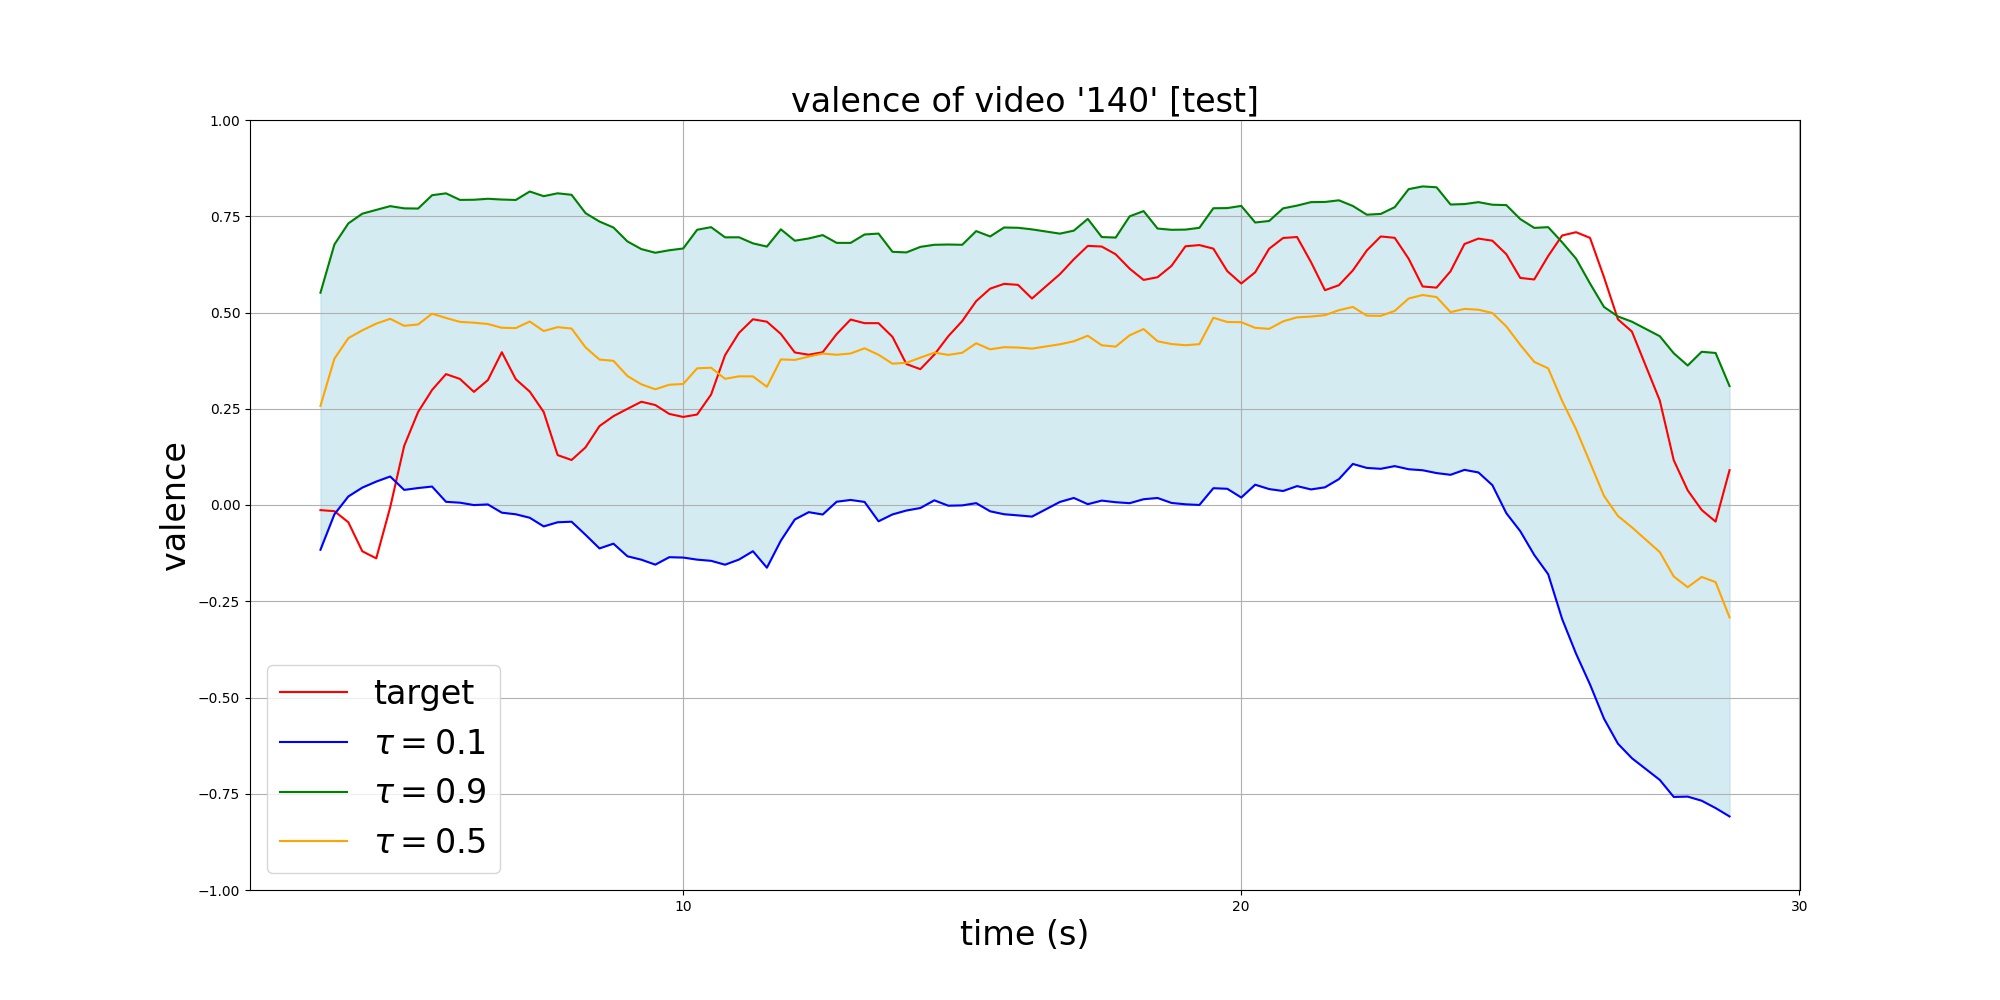 valence of video '140' [test]
1.00
0.75
0.50
0.25
0.00
−0.25
−0.50
−0.75
−1.00
valence
target
τ = 0.1
τ = 0.9
τ = 0.5
10
20
30
time (s)